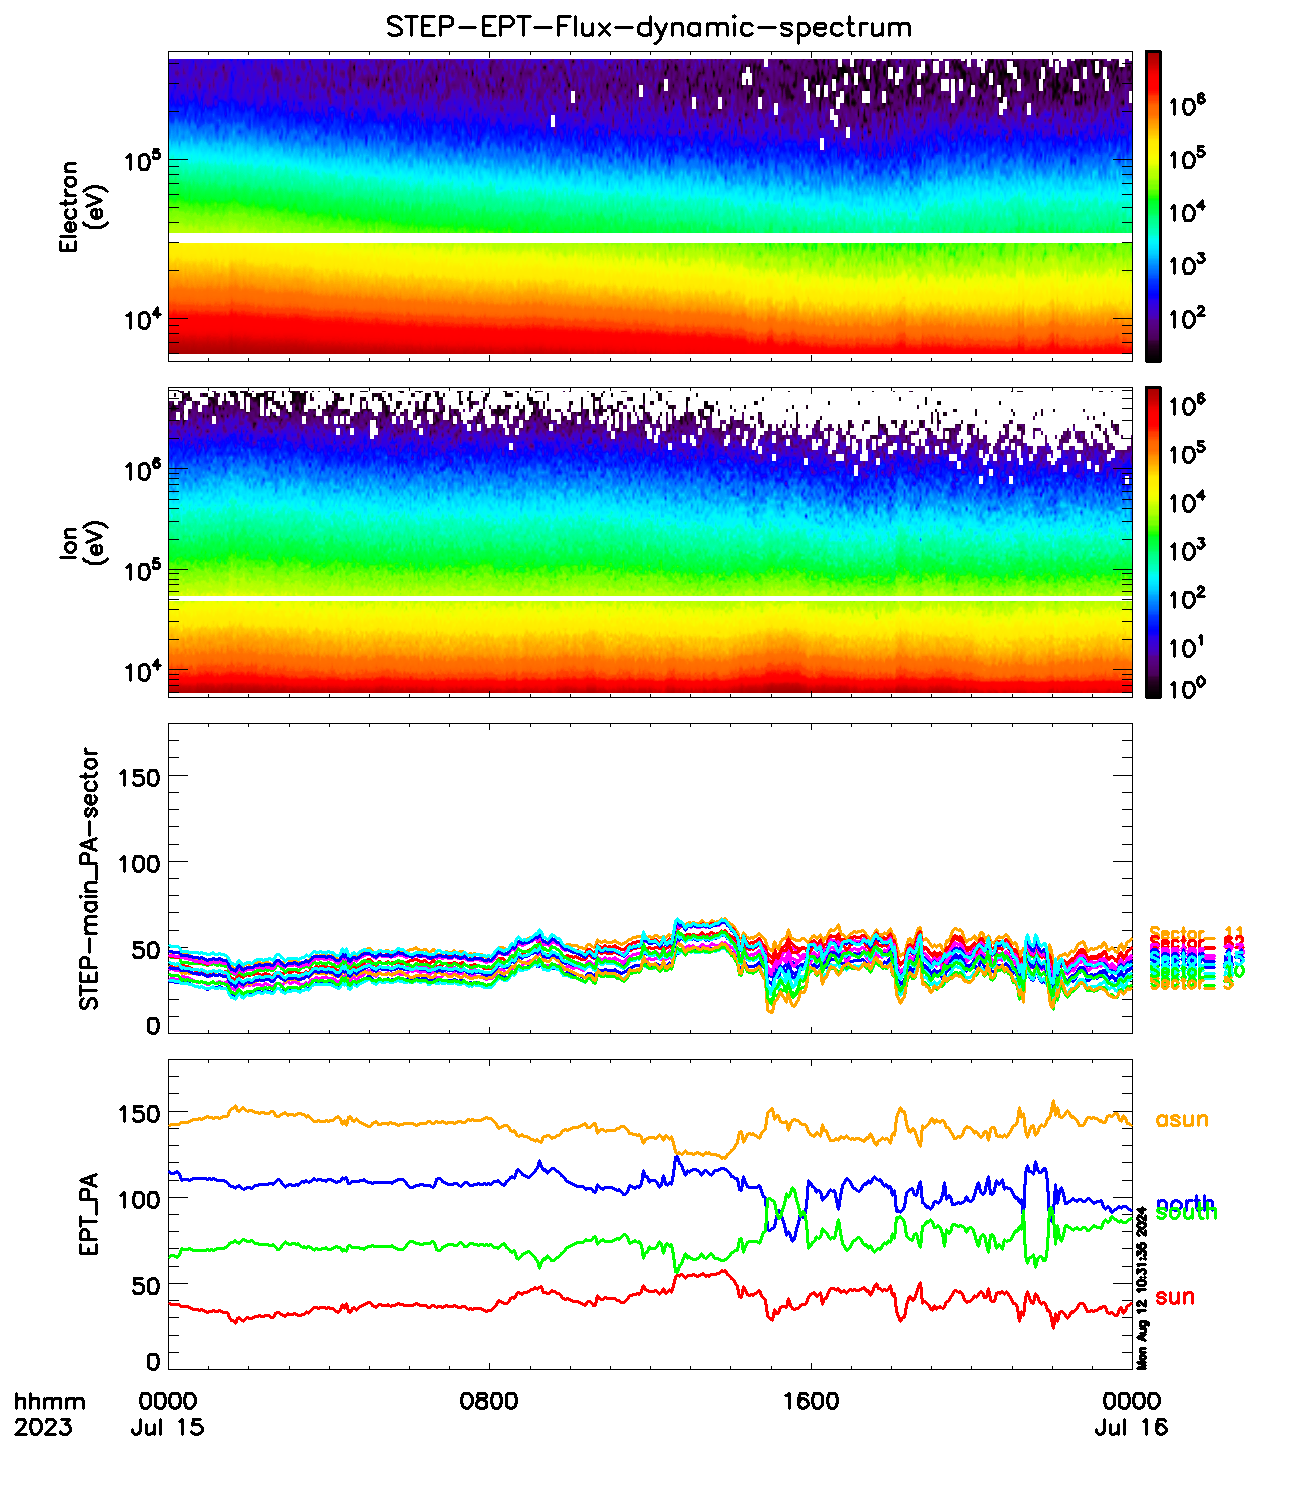 STEP-EPT-Flux-dynamic-spectrum
Electron
(eV)
10^5
10^4
10^6
10^5
10^4
10^3
10^2
Ion
(eV)
10^6
10^5
10^4
10^6
10^5
10^4
10^3
10^2
10^1
10^0
STEP-main_PA-sector
150
100
50
0
Sector- 11
Sector-
Sector- 5
EPT_PA
150
100
50
0
asun
north
south
sun
Mon Aug 12 10:31:36 2024
hhmm
2023
0000
Jul 15
0800
1600
0000
Jul 16